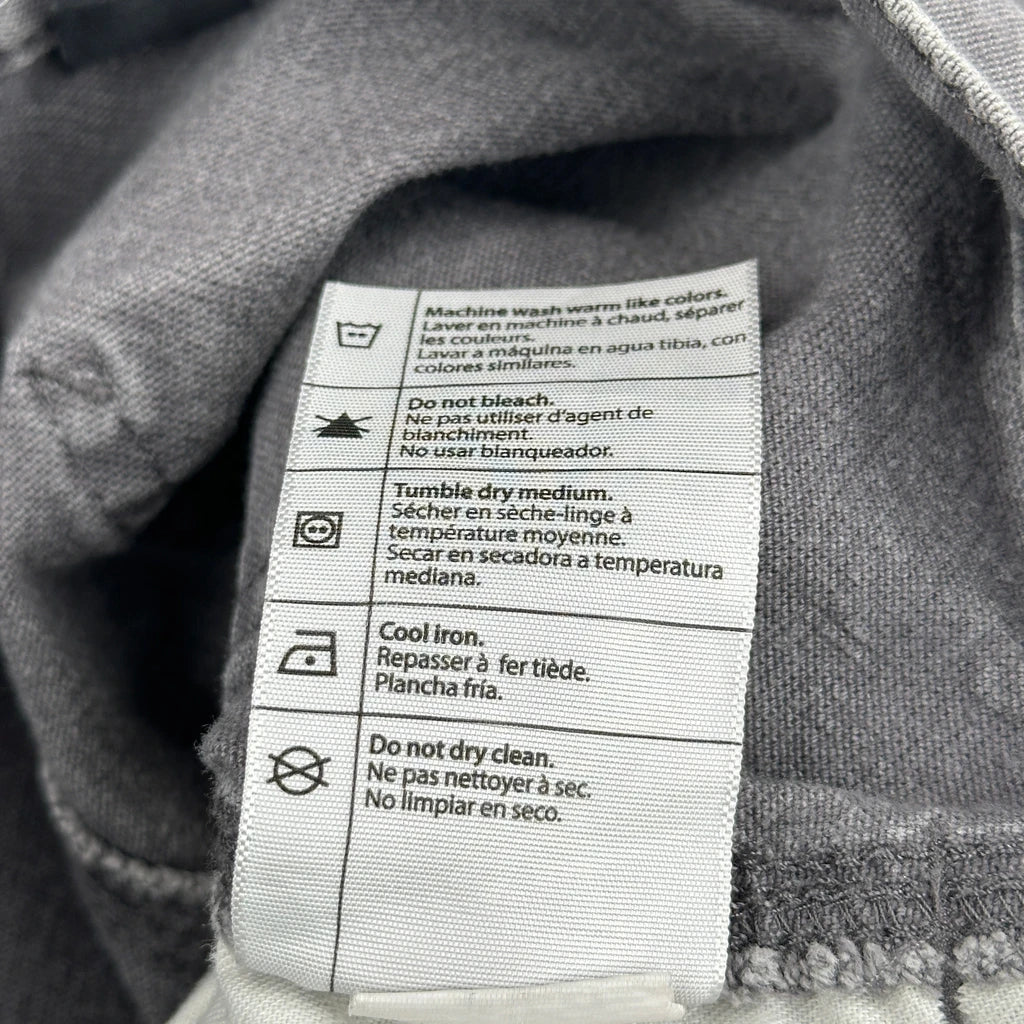 Machine wash warm like colors.
Laver en machine à chaud, séparer
les couleurs.
Lavar a máquina en agua tibia, con
colores similares.
Do not bleach.
Ne pas utiliser d'agent de
blanchiment.
No usar blanqueador.
Tumble dry medium.
Sécher en sèche-linge à
température moyenne.
Secar en secadora a temperatura
mediana.
Cool iron.
Repasser à fer tiède.
Plancha fría.
Do not dry clean.
Ne pas nettoyer à sec.
No limpiar en seco.